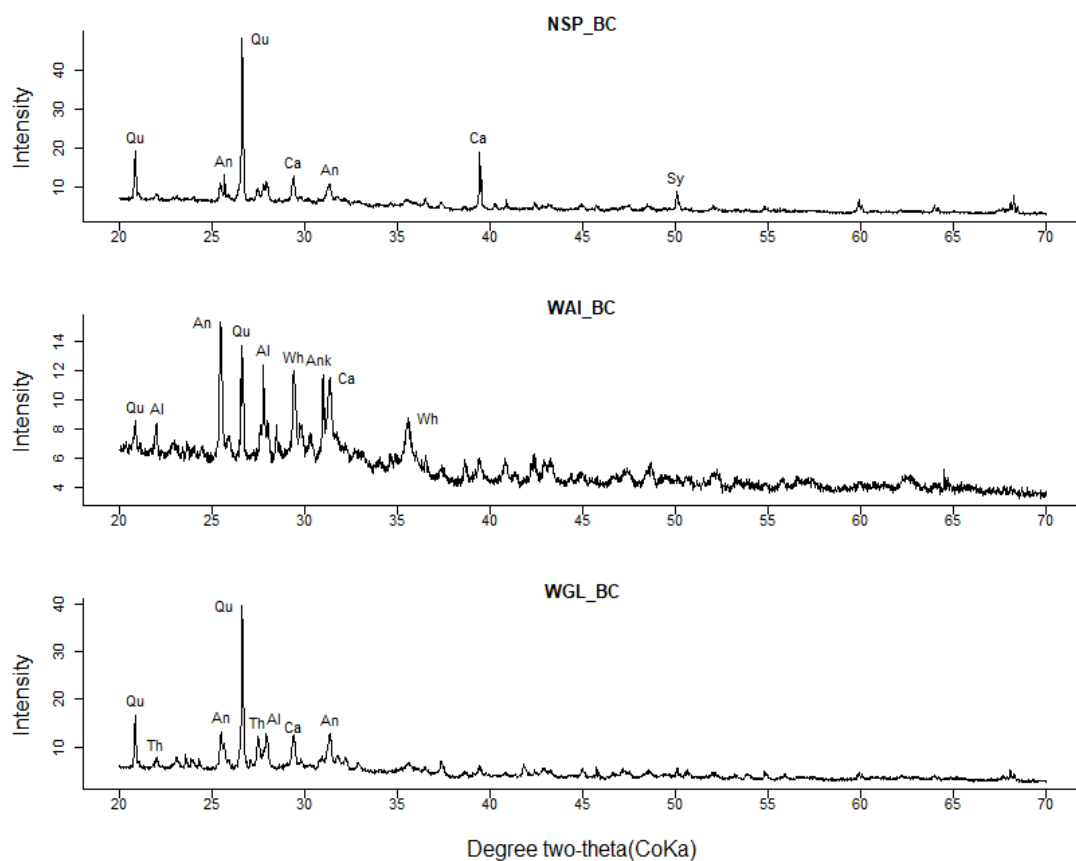 NSP_BC
Intensity
40
30
20
10
Qu
An
Qu
Ca
An
Ca
Sy
20 25 30 35 40 45 50 55 60 65 70
WAI_BC
Intensity
14
12
10
8
6
4
Qu
Al
An
Qu
Al
Wh
Ank
Ca
Wh
20 25 30 35 40 45 50 55 60 65 70
WGL_BC
Intensity
40
30
20
10
Qu
Th
An
Qu
Th
Al
Ca
An
20 25 30 35 40 45 50 55 60 65 70
Degree two-theta(CoKa)